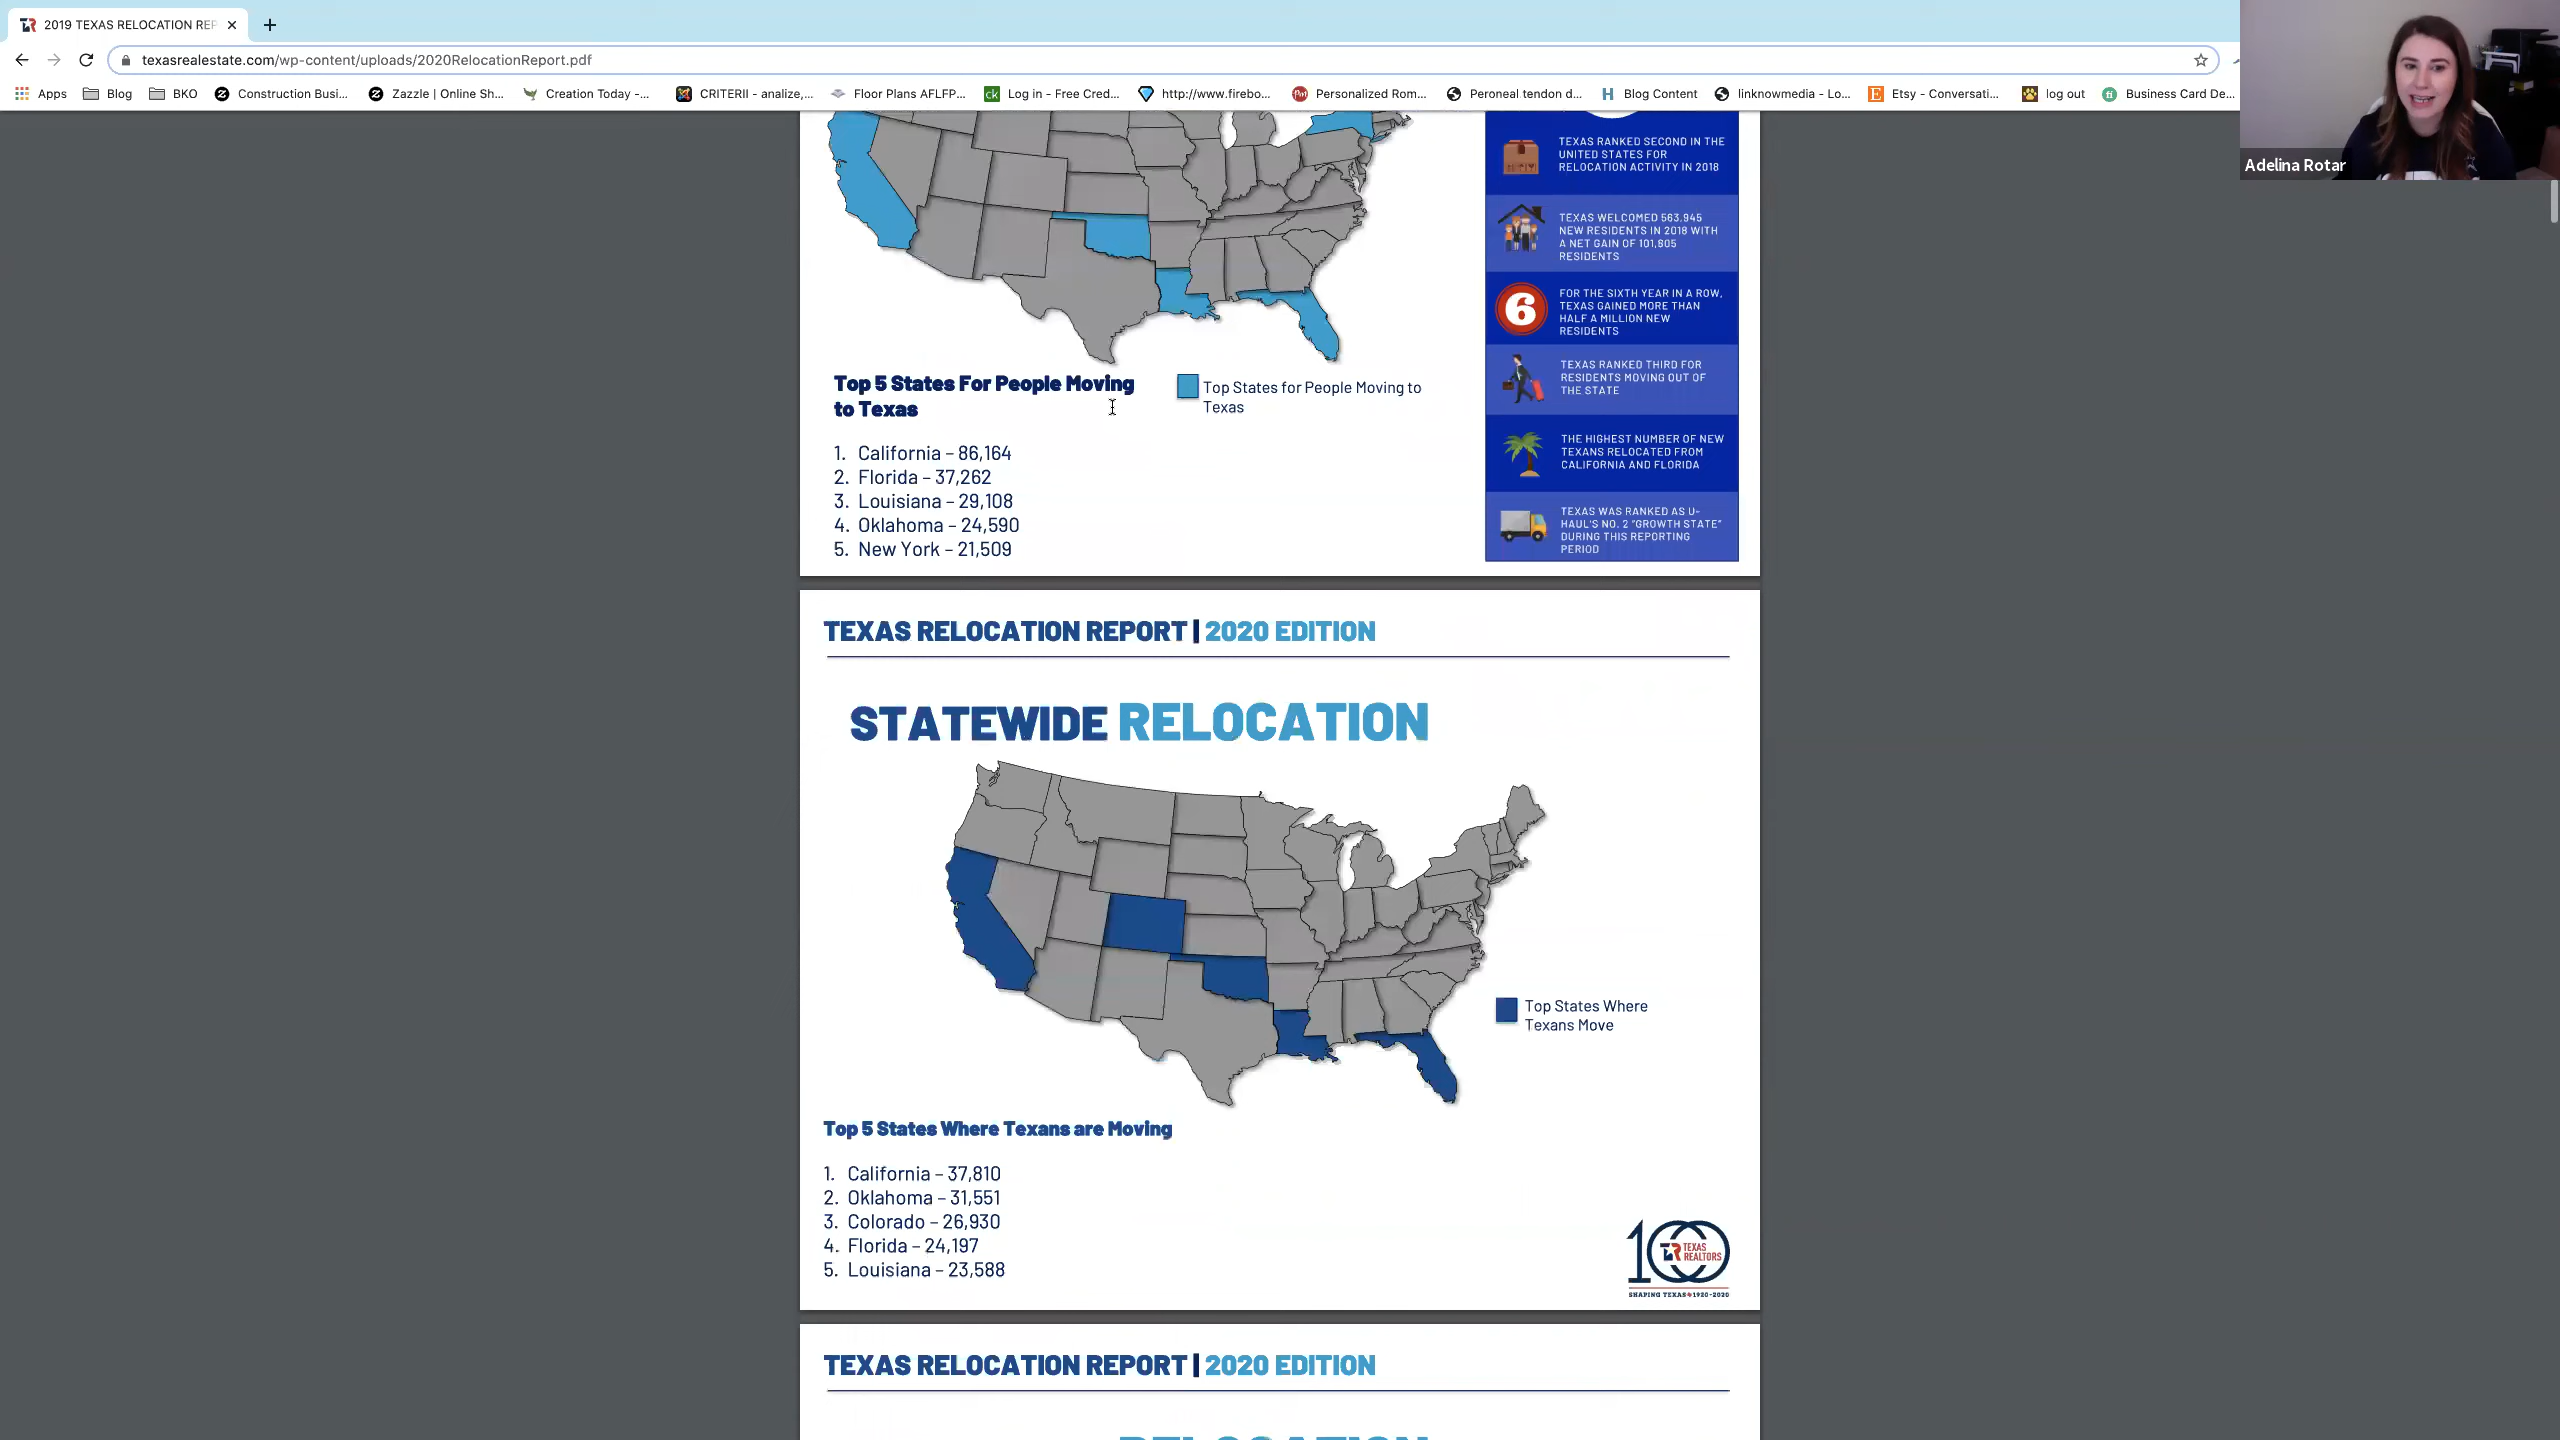 2019 TEXAS RELOCATION REP
texasrealestate.com/wp-content/uploads/2020RelocationReport.pdf
Apps
Blog
BKO
Construction Busi...
Zazzle | Online Sh...
Creation Today -...
CRITERII - analize,...
Floor Plans AFLFP...
Log in - Free Cred...
http://www.firebo...
Personalized Rom...
Peroneal tendon d...
Blog Content
linknowmedia - Lo...
Etsy - Conversati...
log out
Business Card De...
Adelina Rotar
TEXAS RANKED SECOND IN THE
UNITED STATES FOR
RELOCATION ACTIVITY IN 2018
TEXAS WELCOMED 563,945
NEW RESIDENTS IN 2018 WITH
A NET GAIN OF 101,605
RESIDENTS
6
FOR THE SIXTH YEAR IN A ROW,
TEXAS GAINED MORE THAN
HALF A MILLION NEW
RESIDENTS
TEXAS RANKED THIRD FOR
RESIDENTS MOVING OUT OF
THE STATE
THE HIGHEST NUMBER OF NEW
TEXANS RELOCATED FROM
CALIFORNIA AND FLORIDA
TEXAS WAS RANKED AS U-
HAUL'S NO. 2 "GROWTH STATE"
DURING THIS REPORTING
PERIOD
Top 5 States For People Moving
to Texas
Top States for People Moving to
Texas
1. California – 86,164
2. Florida – 37,262
3. Louisiana – 29,108
4. Oklahoma – 24,590
5. New York – 21,509
TEXAS RELOCATION REPORT | 2020 EDITION
STATEWIDE RELOCATION
Top States Where
Texans Move
Top 5 States Where Texans are Moving
1. California – 37,810
2. Oklahoma – 31,551
3. Colorado – 26,930
4. Florida – 24,197
5. Louisiana – 23,588
100
TEXAS
REALTORS
SHAPING TEXAS 1920-2020
TEXAS RELOCATION REPORT | 2020 EDITION
RELOCATION